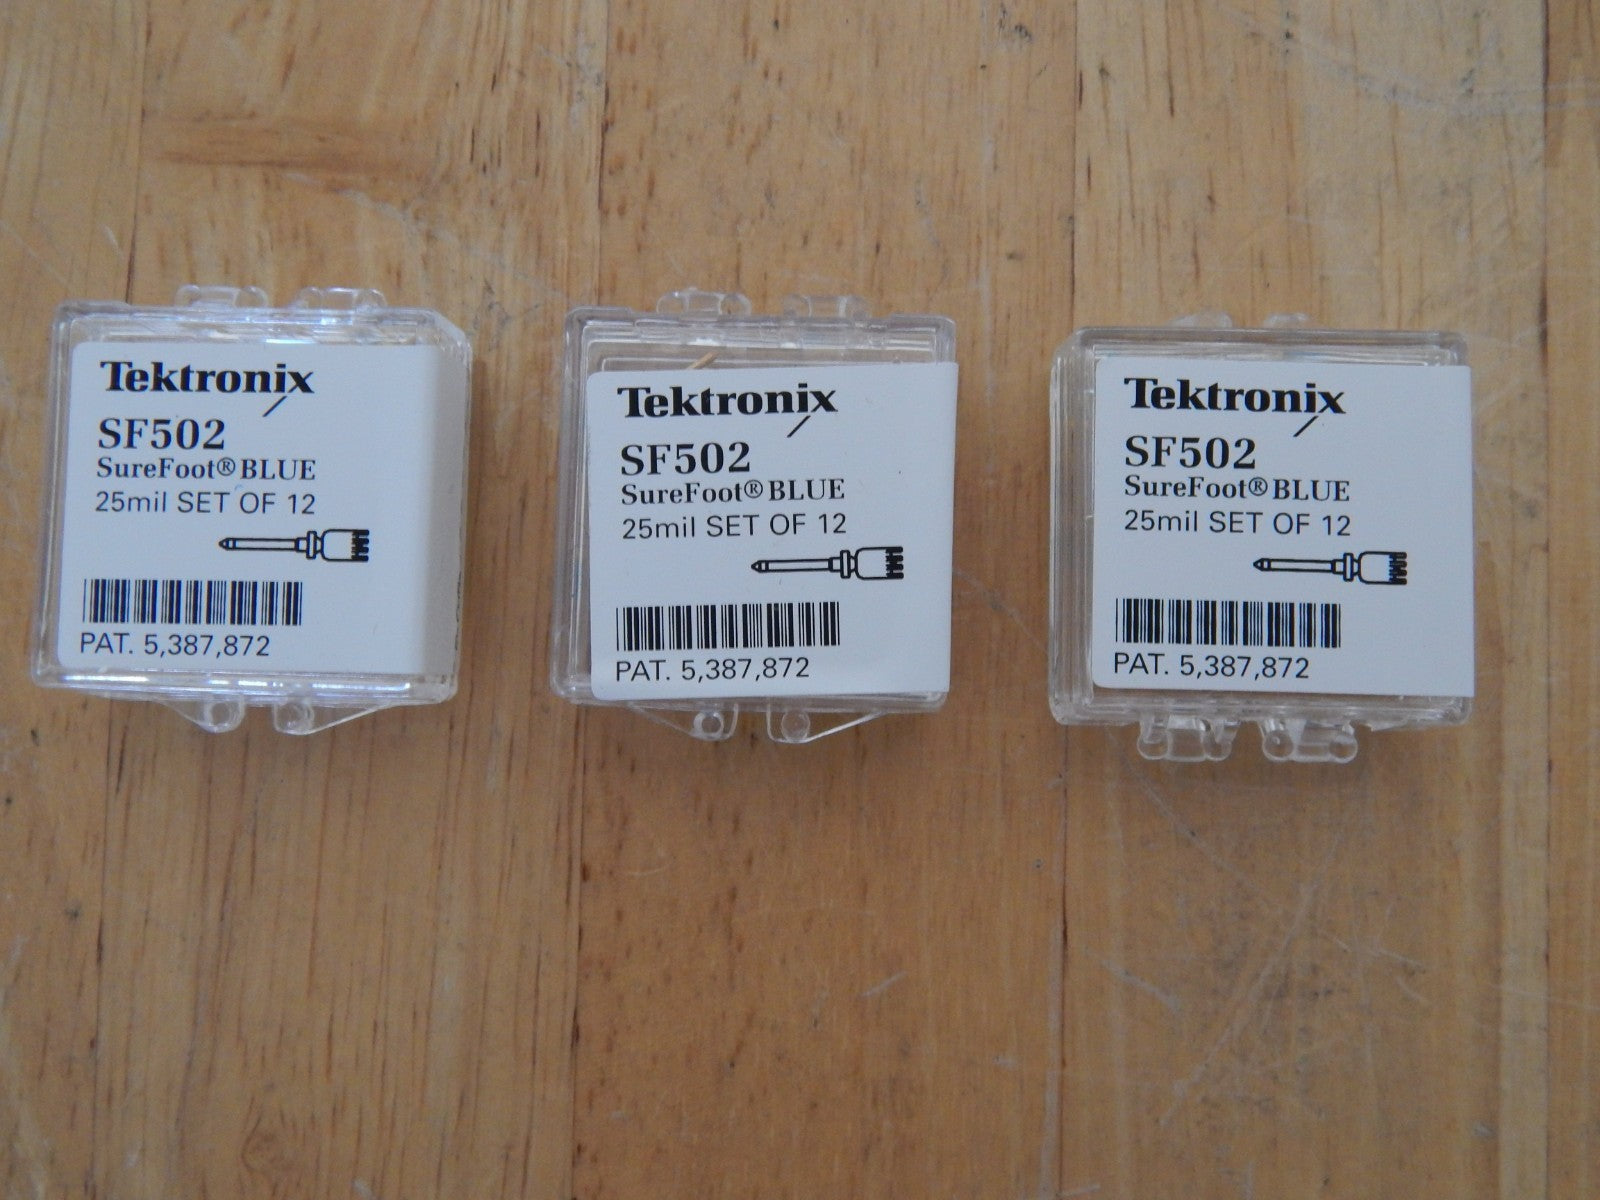 Tektronix
SF502
SureFoot® BLUE
25mil SET OF 12
PAT. 5,387,872
Tektronix
SF502
SureFoot® BLUE
25mil SET OF 12
PAT. 5,387,872
Tektronix
SF502
SureFoot® BLUE
25mil SET OF 12
PAT. 5,387,872